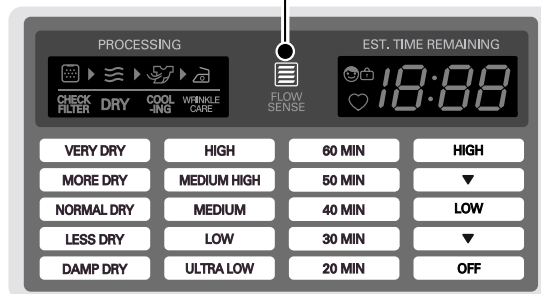 PROCESSING
EST. TIME REMAINING
18:88
CHECK FILTER
DRY
COOL -ING
WRINKLE CARE
FLOW SENSE
VERY DRY HIGH 60 MIN HIGH
MORE DRY MEDIUM HIGH 50 MIN ▼
NORMAL DRY MEDIUM 40 MIN LOW
LESS DRY LOW 30 MIN ▼
DAMP DRY ULTRA LOW 20 MIN OFF